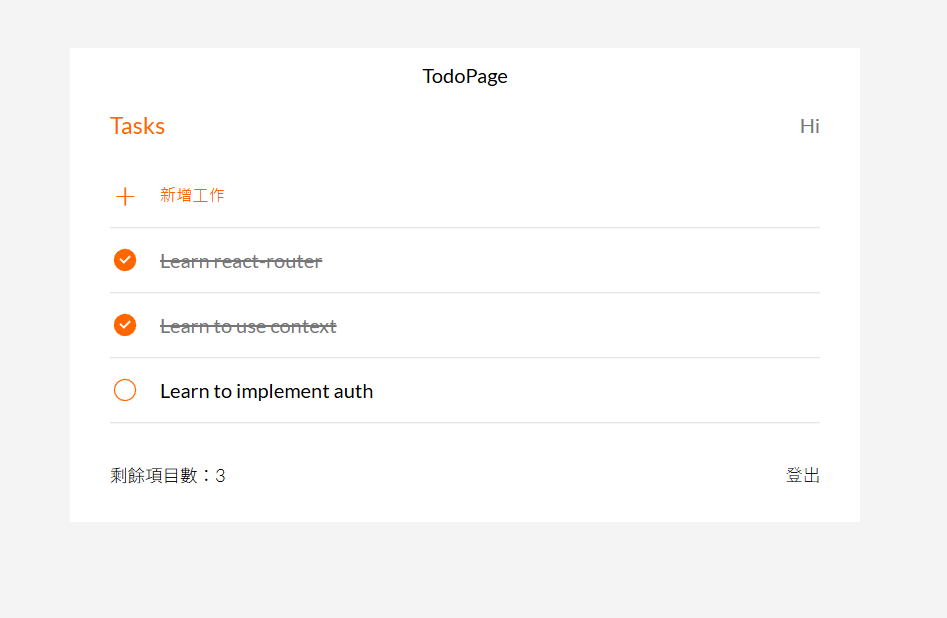 TodoPage
Tasks
Hi
新增工作
Learn react-router
Learn to use context
Learn to implement auth
剩餘項目數：3
登出